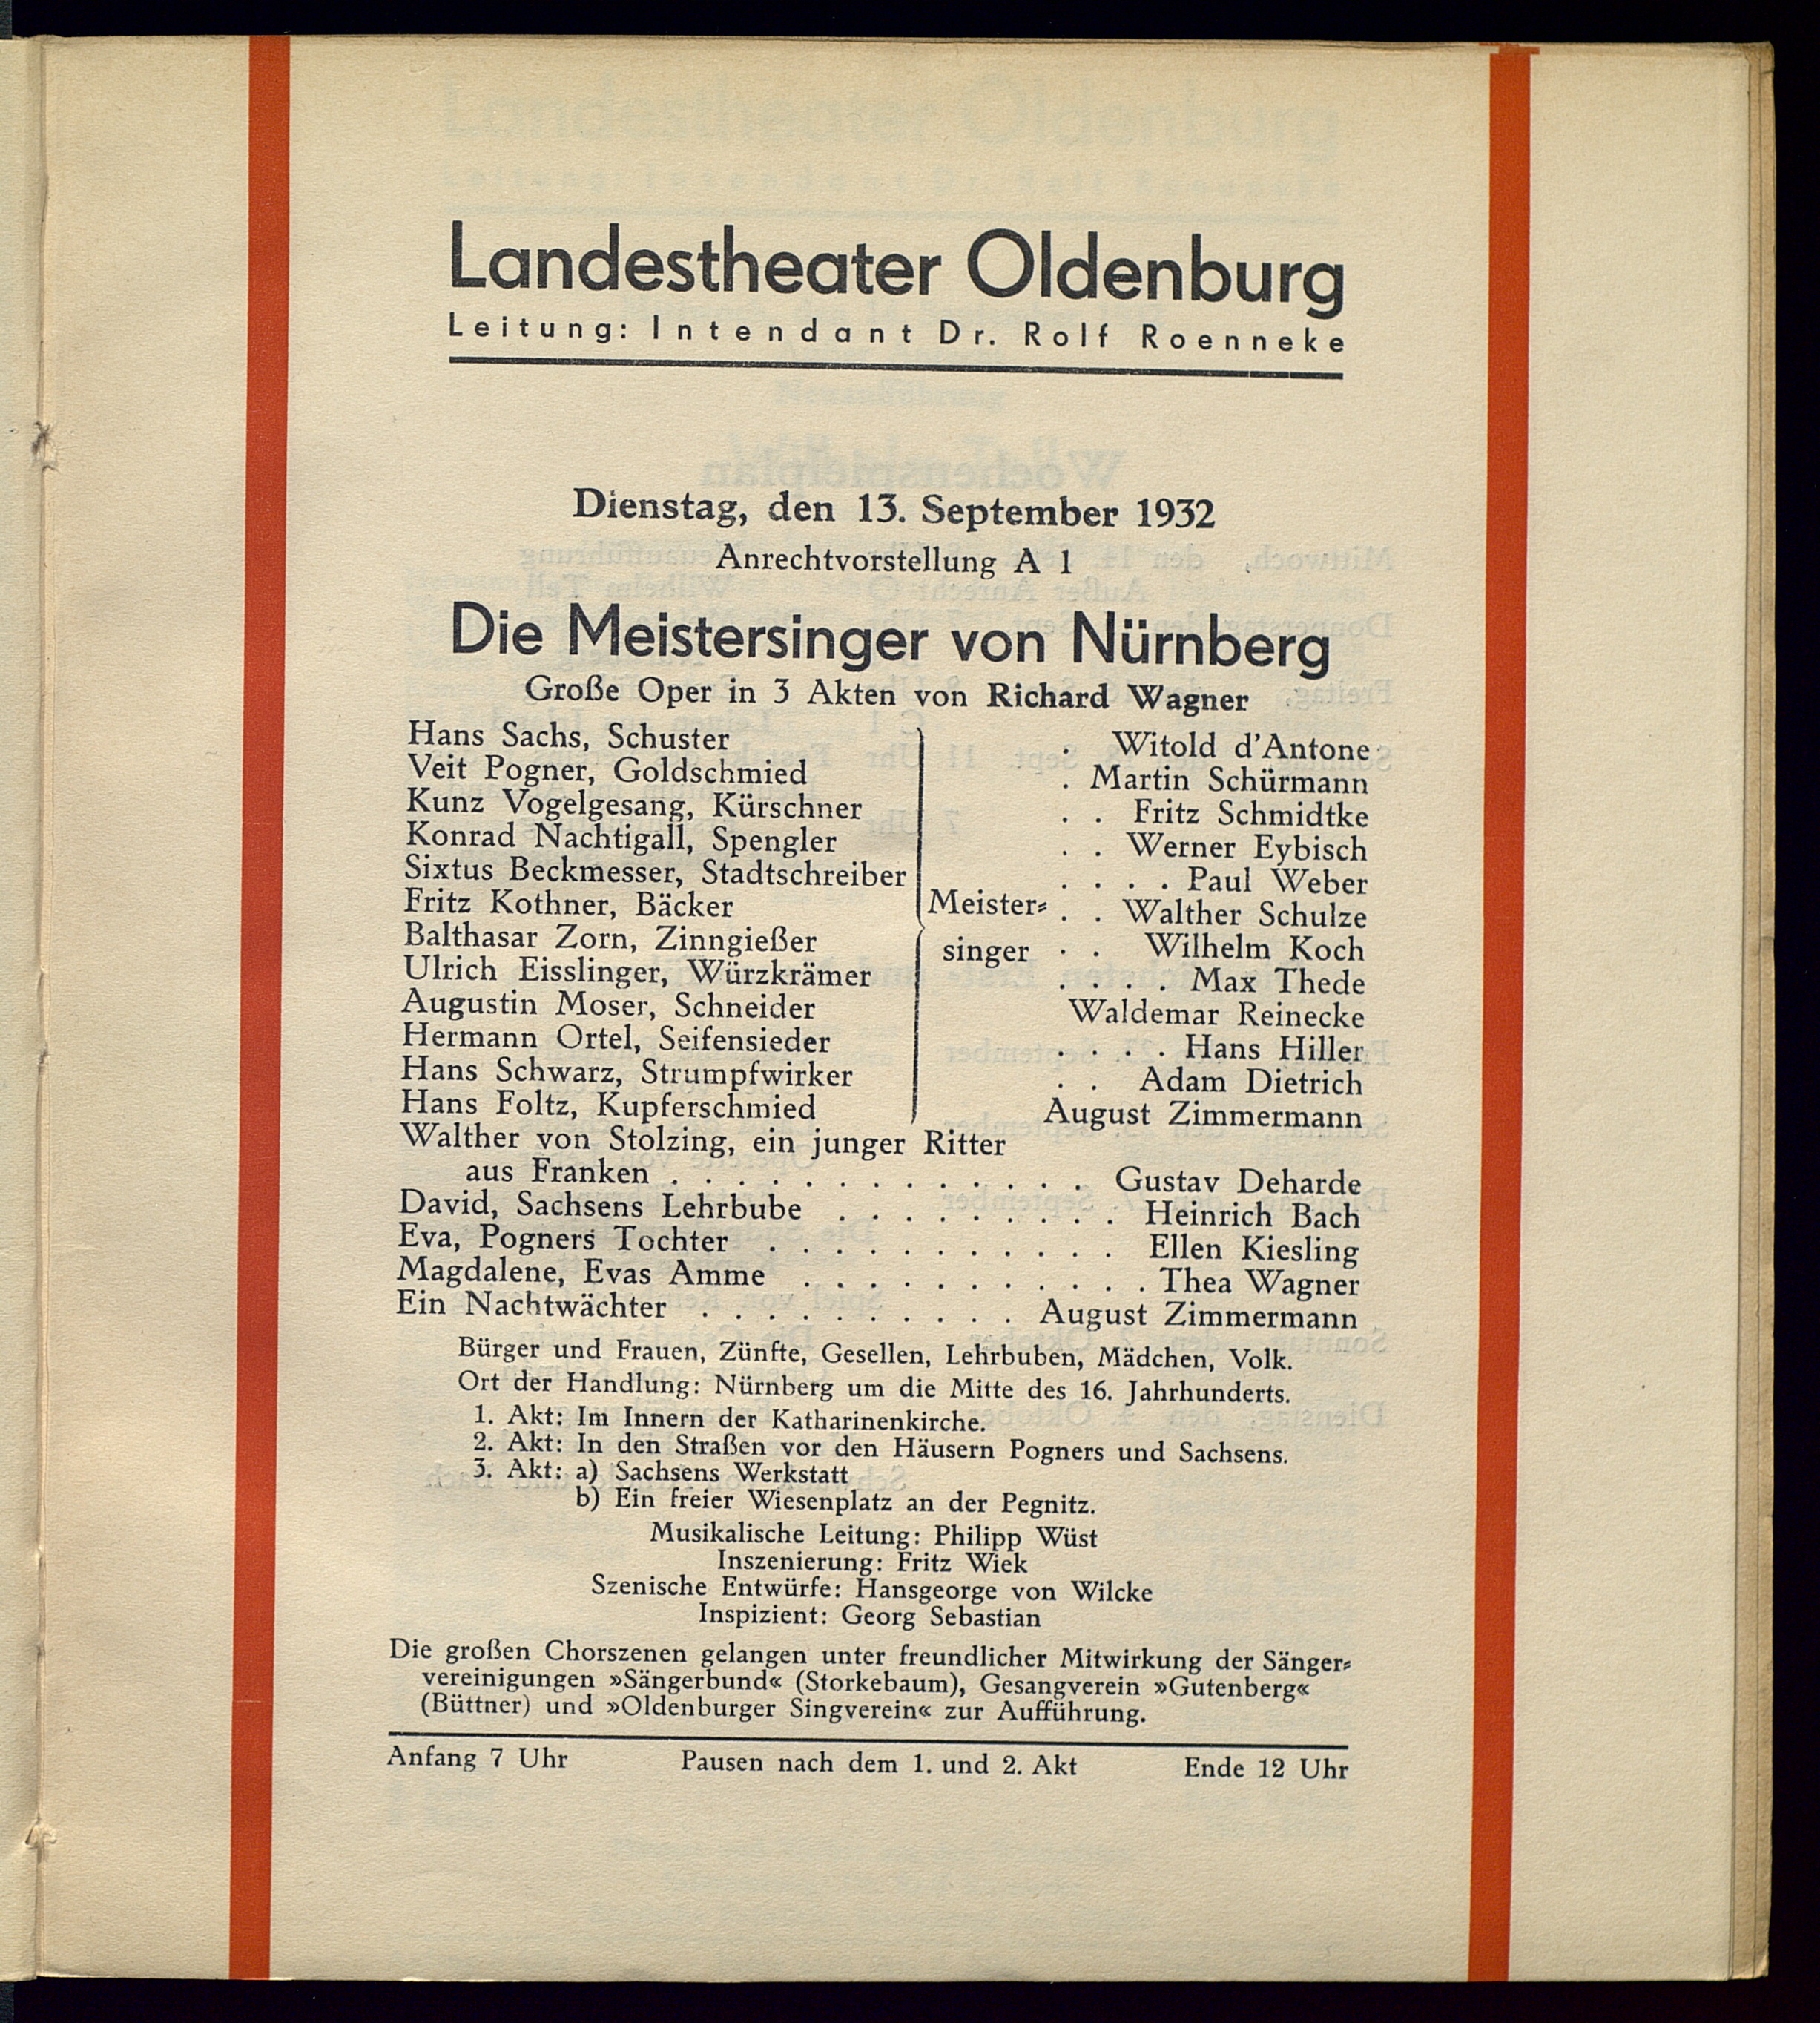 Landestheater Oldenburg
Leitung: Intendant Dr. Rolf Roenneke
Dienstag, den 13. September 1932
Anrechtvorstellung A 1
Die Meistersinger von Nürnberg
Große Oper in 3 Akten von Richard Wagner
Hans Sachs, Schuster . Witold d'Antone
Veit Pogner, Goldschmied . Martin Schürmann
Kunz Vogelgesang, Kürschner . . Fritz Schmidtke
Konrad Nachtigall, Spengler . . Werner Eybisch
Sixtus Beckmesser, Stadtschreiber . . . . Paul Weber
Fritz Kothner, Bäcker Meister= . . Walther Schulze
Balthasar Zorn, Zinngießer singer . . Wilhelm Koch
Ulrich Eisslinger, Würzkrämer . . . . Max Thede
Augustin Moser, Schneider Waldemar Reinecke
Hermann Ortel, Seifensieder . . . . Hans Hiller
Hans Schwarz, Strumpfwirker . . Adam Dietrich
Hans Foltz, Kupferschmied August Zimmermann
Walther von Stolzing, ein junger Ritter
aus Franken . . . . . . . . . . . . . Gustav Deharde
David, Sachsens Lehrbube . . . . . . . . . Heinrich Bach
Eva, Pogners Tochter . . . . . . . . . . . Ellen Kiesling
Magdalene, Evas Amme . . . . . . . . . . . Thea Wagner
Ein Nachtwächter . . . . . . . . . . August Zimmermann
Bürger und Frauen, Zünfte, Gesellen, Lehrbuben, Mädchen, Volk.
Ort der Handlung: Nürnberg um die Mitte des 16. Jahrhunderts.
1. Akt: Im Innern der Katharinenkirche.
2. Akt: In den Straßen vor den Häusern Pogners und Sachsens.
3. Akt: a) Sachsens Werkstatt
b) Ein freier Wiesenplatz an der Pegnitz.
Musikalische Leitung: Philipp Wüst
Inszenierung: Fritz Wiek
Szenische Entwürfe: Hansgeorge von Wilcke
Inspizient: Georg Sebastian
Die großen Chorszenen gelangen unter freundlicher Mitwirkung der Sänger=
vereinigungen »Sängerbund« (Storkebaum), Gesangverein »Gutenberg«
(Büttner) und »Oldenburger Singverein« zur Aufführung.
Anfang 7 Uhr Pausen nach dem 1. und 2. Akt Ende 12 Uhr